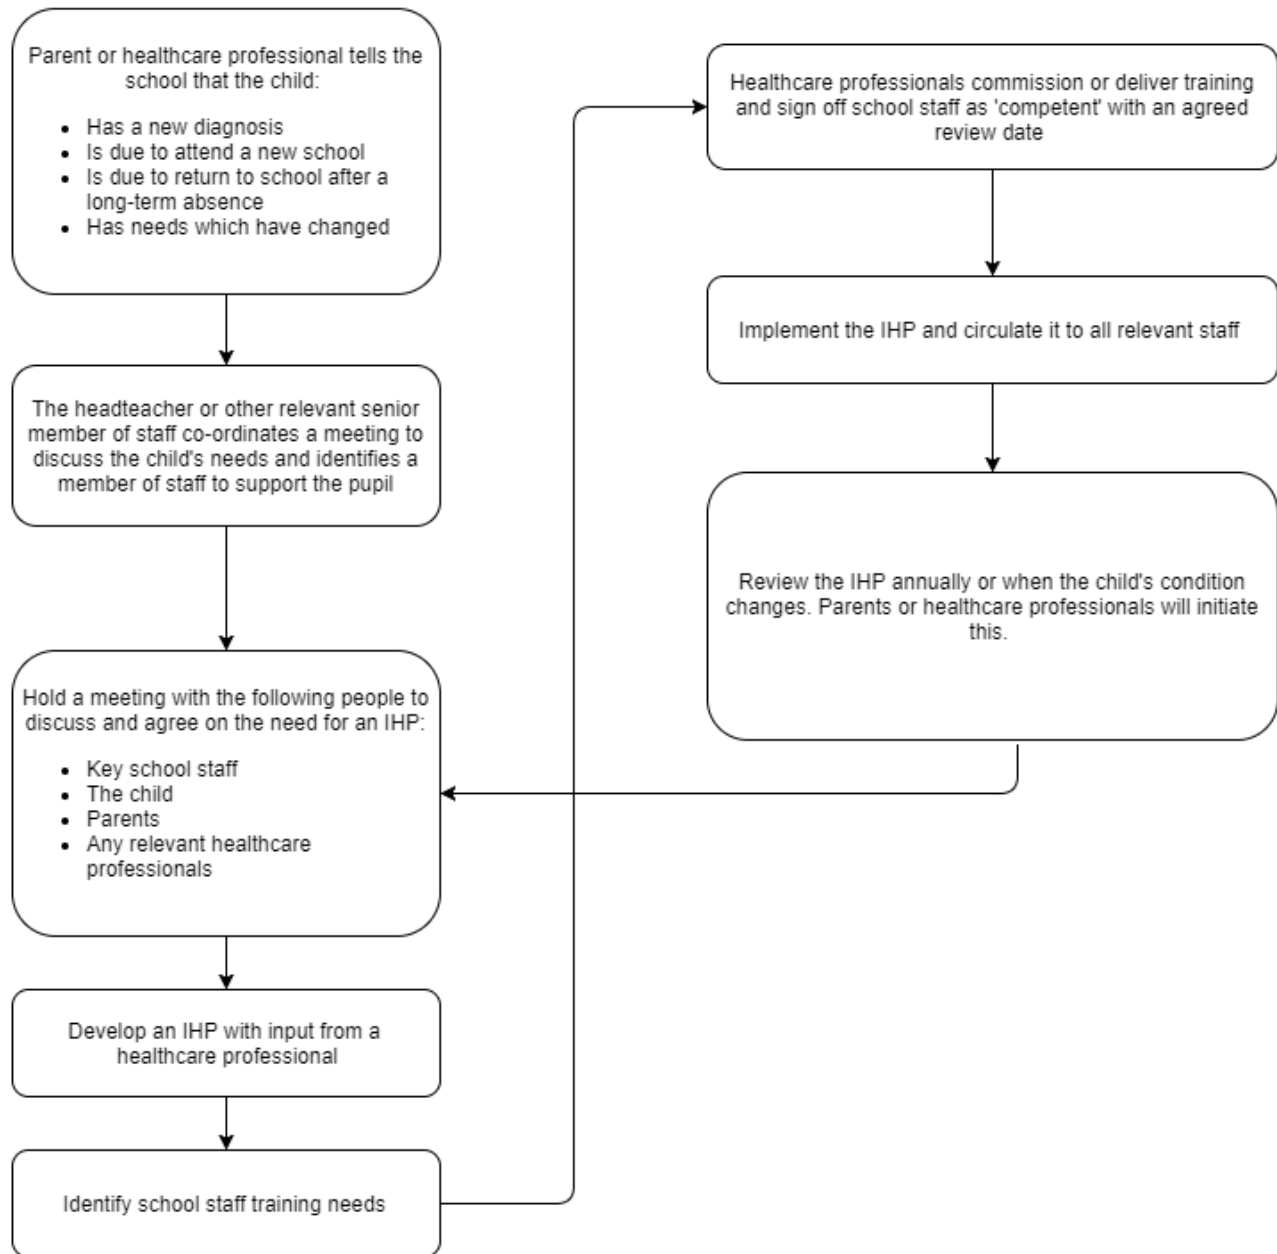 Parent or healthcare professional tells the
school that the child:
• Has a new diagnosis
• Is due to attend a new school
• Is due to return to school after a
long-term absence
• Has needs which have changed
The headteacher or other relevant senior
member of staff co-ordinates a meeting to
discuss the child's needs and identifies a
member of staff to support the pupil
Hold a meeting with the following people to
discuss and agree on the need for an IHP:
• Key school staff
• The child
• Parents
• Any relevant healthcare
professionals
Develop an IHP with input from a
healthcare professional
Identify school staff training needs
Healthcare professionals commission or deliver training
and sign off school staff as 'competent' with an agreed
review date
Implement the IHP and circulate it to all relevant staff
Review the IHP annually or when the child's condition
changes. Parents or healthcare professionals will initiate
this.